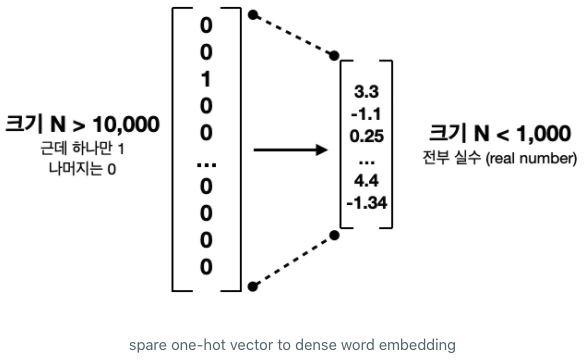 크기 N > 10,000
근데 하나만 1
나머지는 0
0
0
1
0
0
...
0
0
0
0
3.3
-1.1
0.25
...
4.4
-1.34
크기 N < 1,000
전부 실수 (real number)
spare one-hot vector to dense word embedding